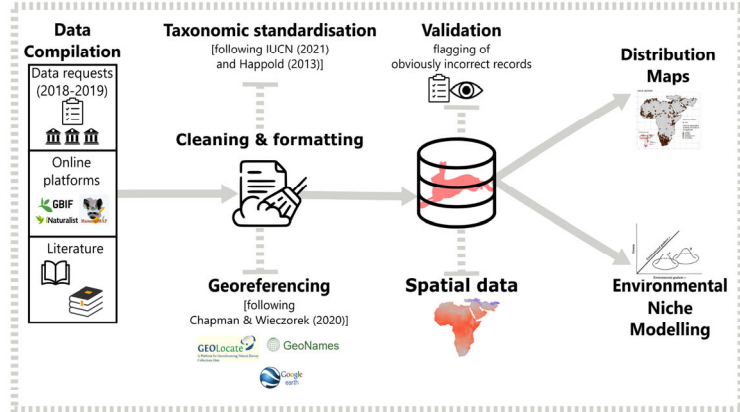 Data
Compilation
Data requests
(2018-2019)
Online
platforms
GBIF
iNaturalist
Literature
Taxonomic standardisation
[following IUCN (2021)
and Happold (2013)]
Cleaning & formatting
Georeferencing
[following
Chapman & Wieczorek (2020)]
GEOLocate
GeoNames
Google
earth
Validation
flagging of
obviously incorrect records
Spatial data
Distribution
Maps
Environmental
Niche
Modelling